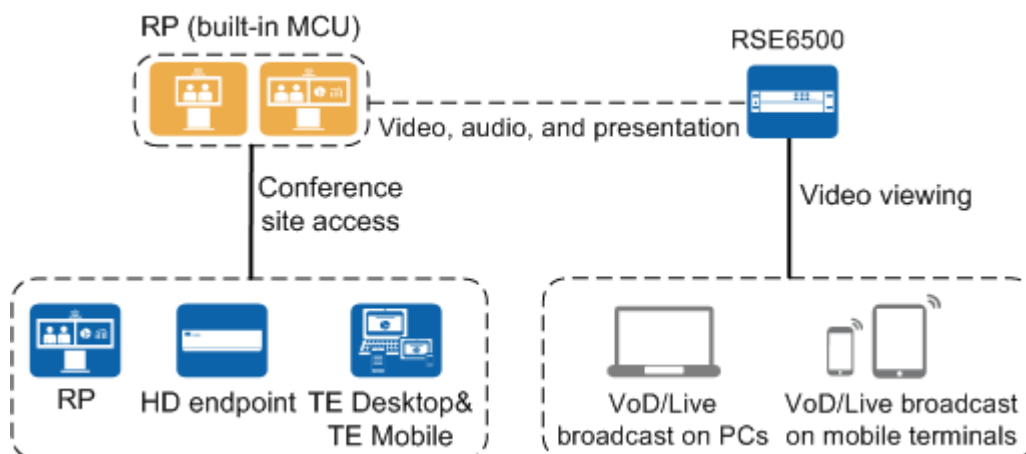 RP (built-in MCU)
RSE6500
Video, audio, and presentation
Conference
site access
Video viewing
RP
HD endpoint
TE Desktop&
TE Mobile
VoD/Live
broadcast on PCs
VoD/Live broadcast
on mobile terminals